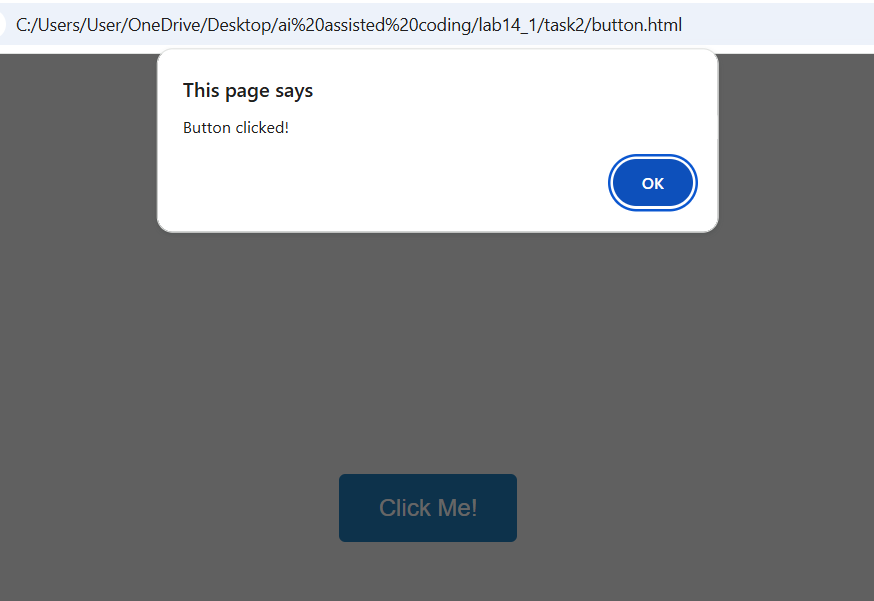 C:/Users/User/OneDrive/Desktop/ai%20assisted%20coding/lab14_1/task2/button.html
This page says
Button clicked!
OK
Click Me!